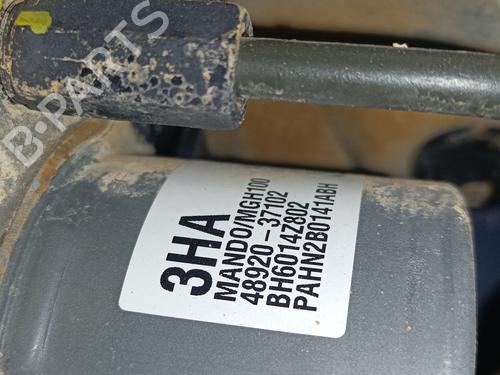 B-PARTS
3HA
MANDO/MGH100
48920-37102
BH6014Z802
PAHN2B0141ABH